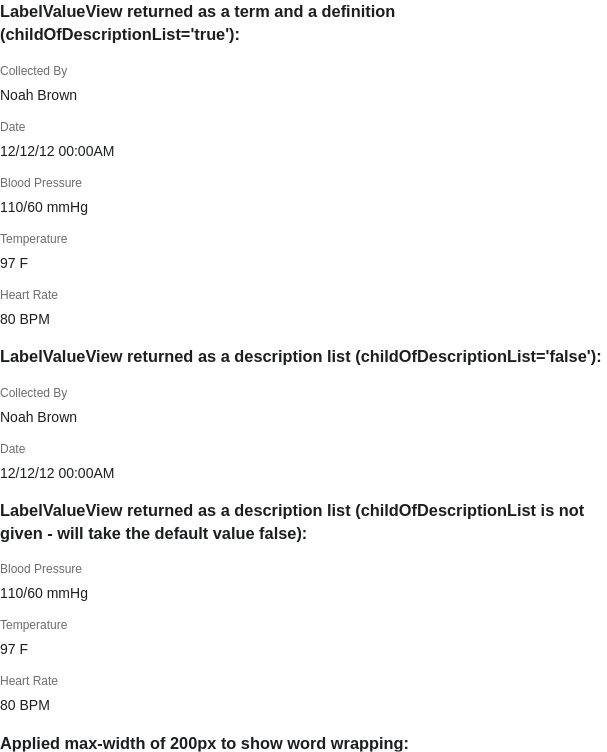 LabelValueView returned as a term and a definition
(childOfDescriptionList='true'):
Collected By
Noah Brown
Date
12/12/12 00:00AM
Blood Pressure
110/60 mmHg
Temperature
97 F
Heart Rate
80 BPM
LabelValueView returned as a description list (childOfDescriptionList='false'):
Collected By
Noah Brown
Date
12/12/12 00:00AM
LabelValueView returned as a description list (childOfDescriptionList is not
given - will take the default value false):
Blood Pressure
110/60 mmHg
Temperature
97 F
Heart Rate
80 BPM
Applied max-width of 200px to show word wrapping: